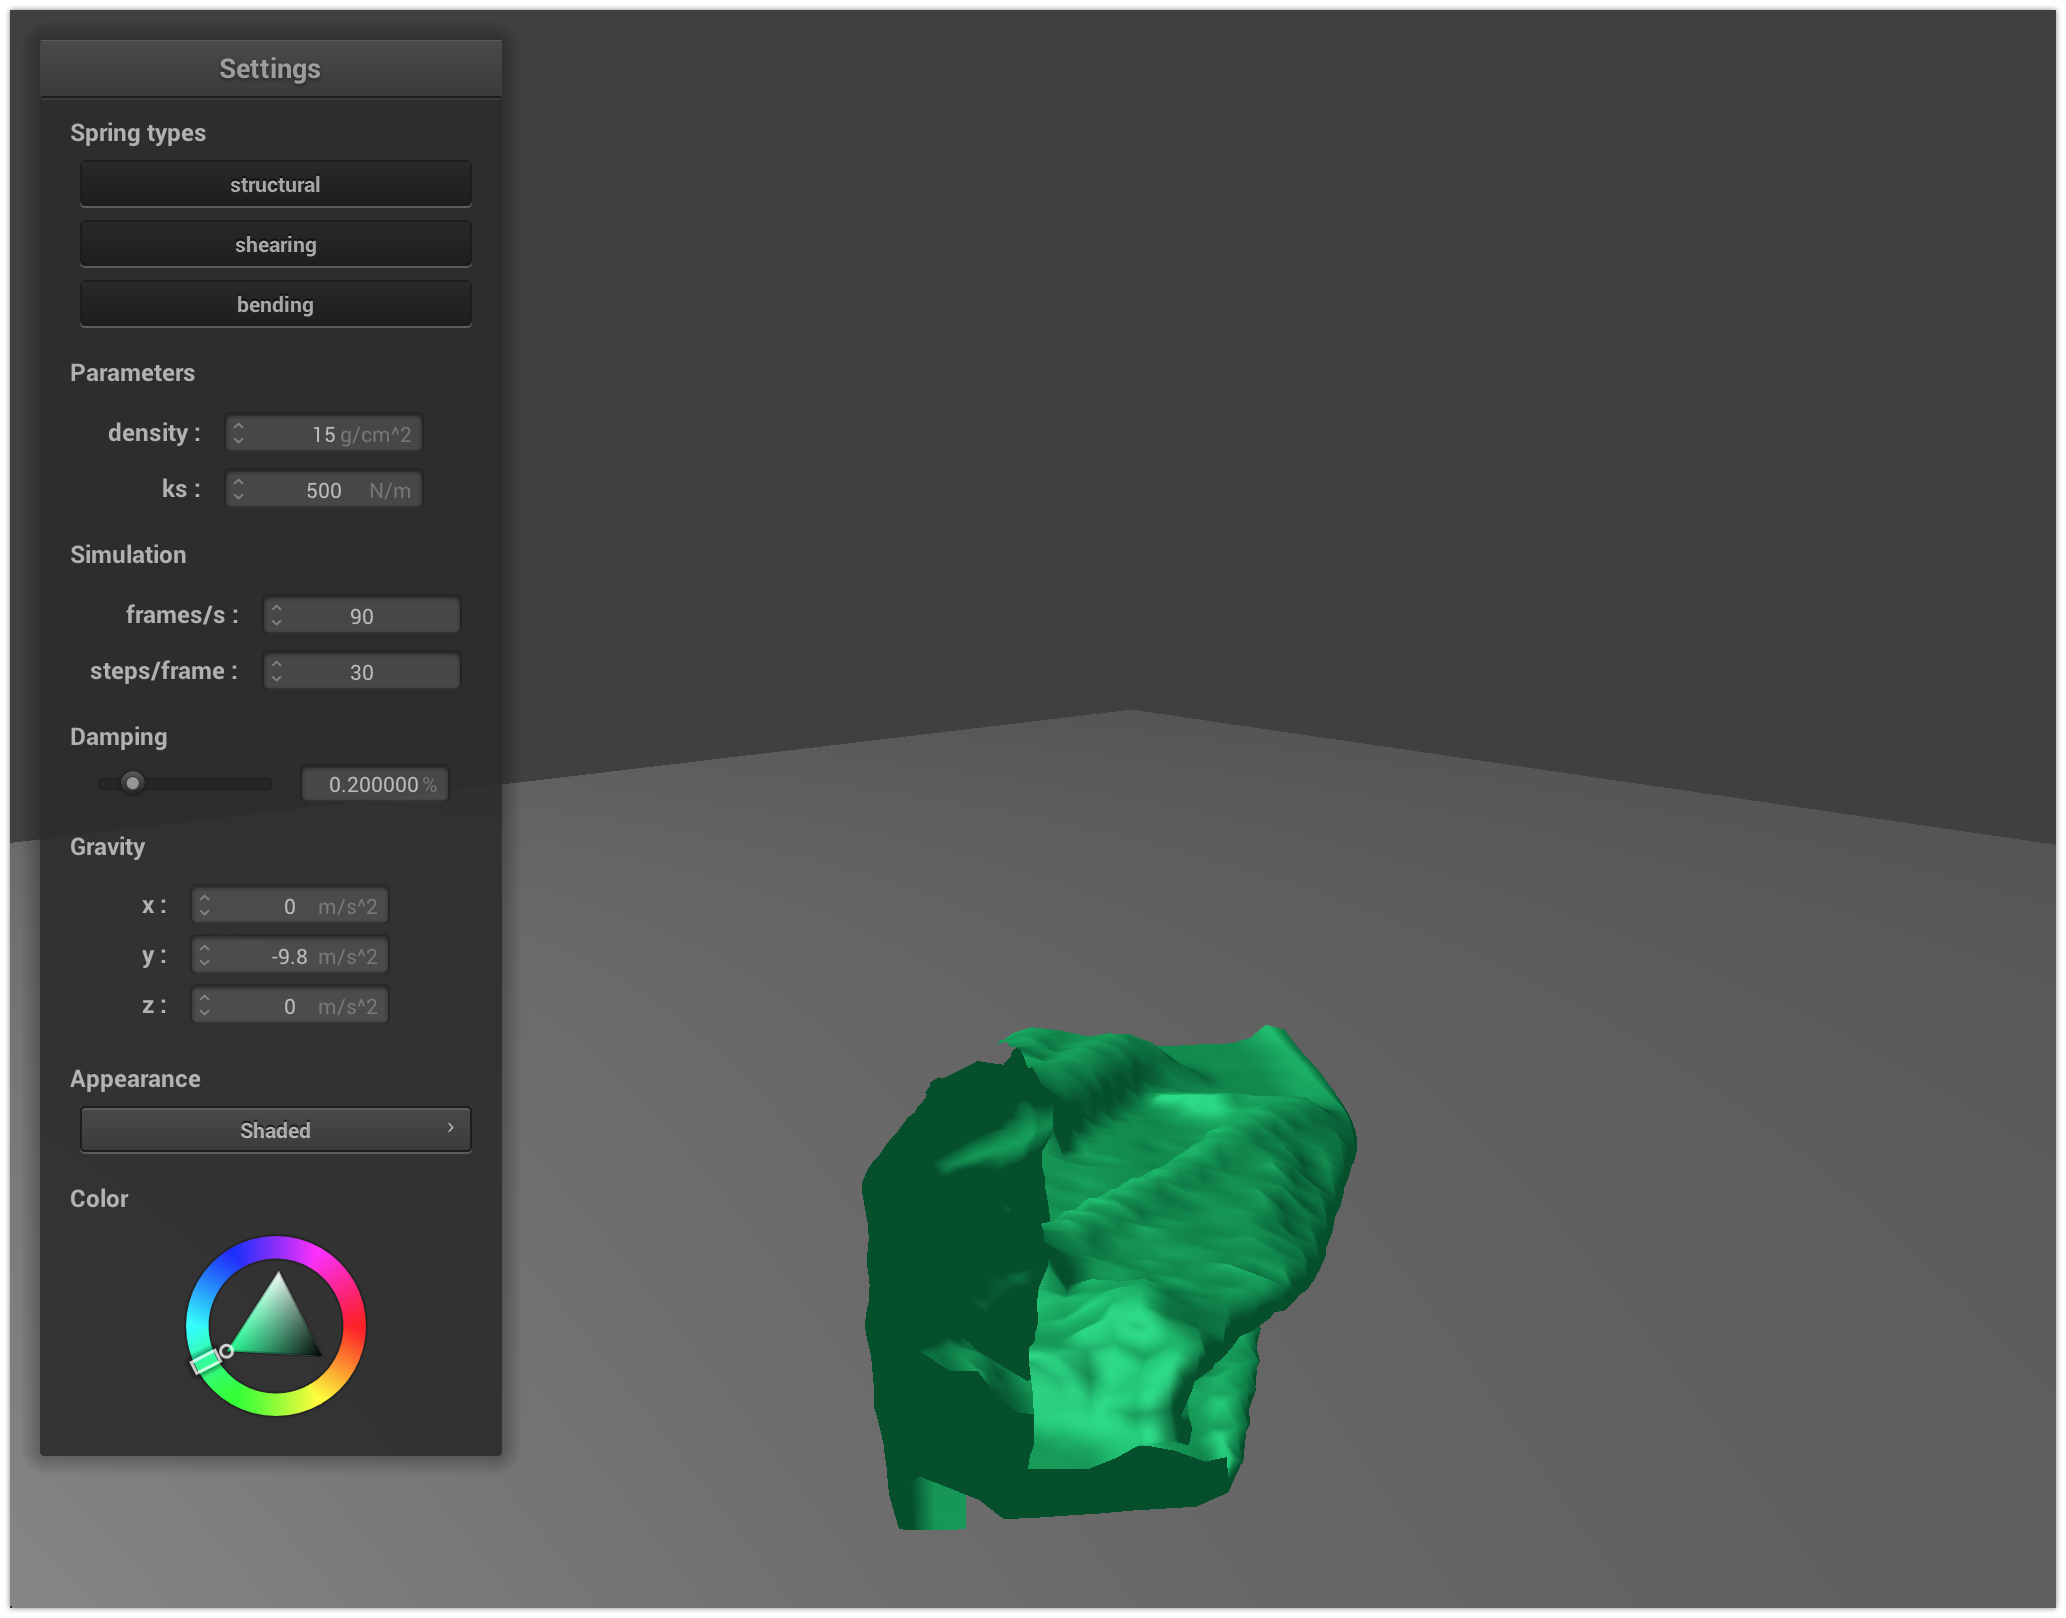 Settings
Spring types
structural
shearing
bending
Parameters
density : 15 g/cm^2
ks : 500 N/m
Simulation
frames/s : 90
steps/frame : 30
Damping
0.200000 %
Gravity
x : 0 m/s^2
y : -9.8 m/s^2
z : 0 m/s^2
Appearance
Shaded
Color